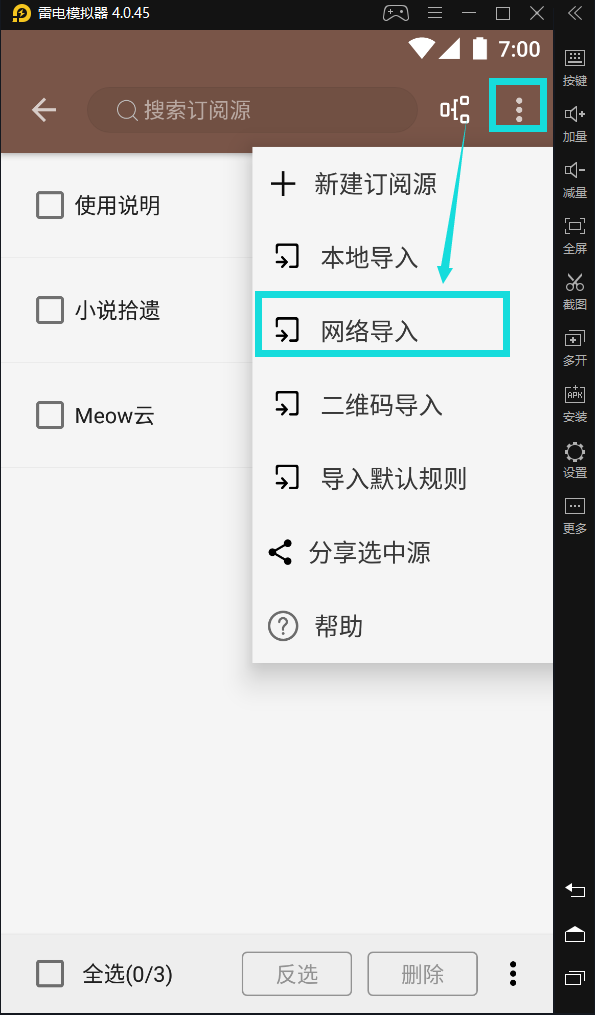 雷电模拟器 4.0.45
7:00
搜索订阅源
新建订阅源
本地导入
网络导入
二维码导入
导入默认规则
分享选中源
帮助
使用说明
小说拾遗
Meow云
全选(0/3)
反选
删除
按键
加量
减量
全屏
截图
多开
APK
安装
设置
更多